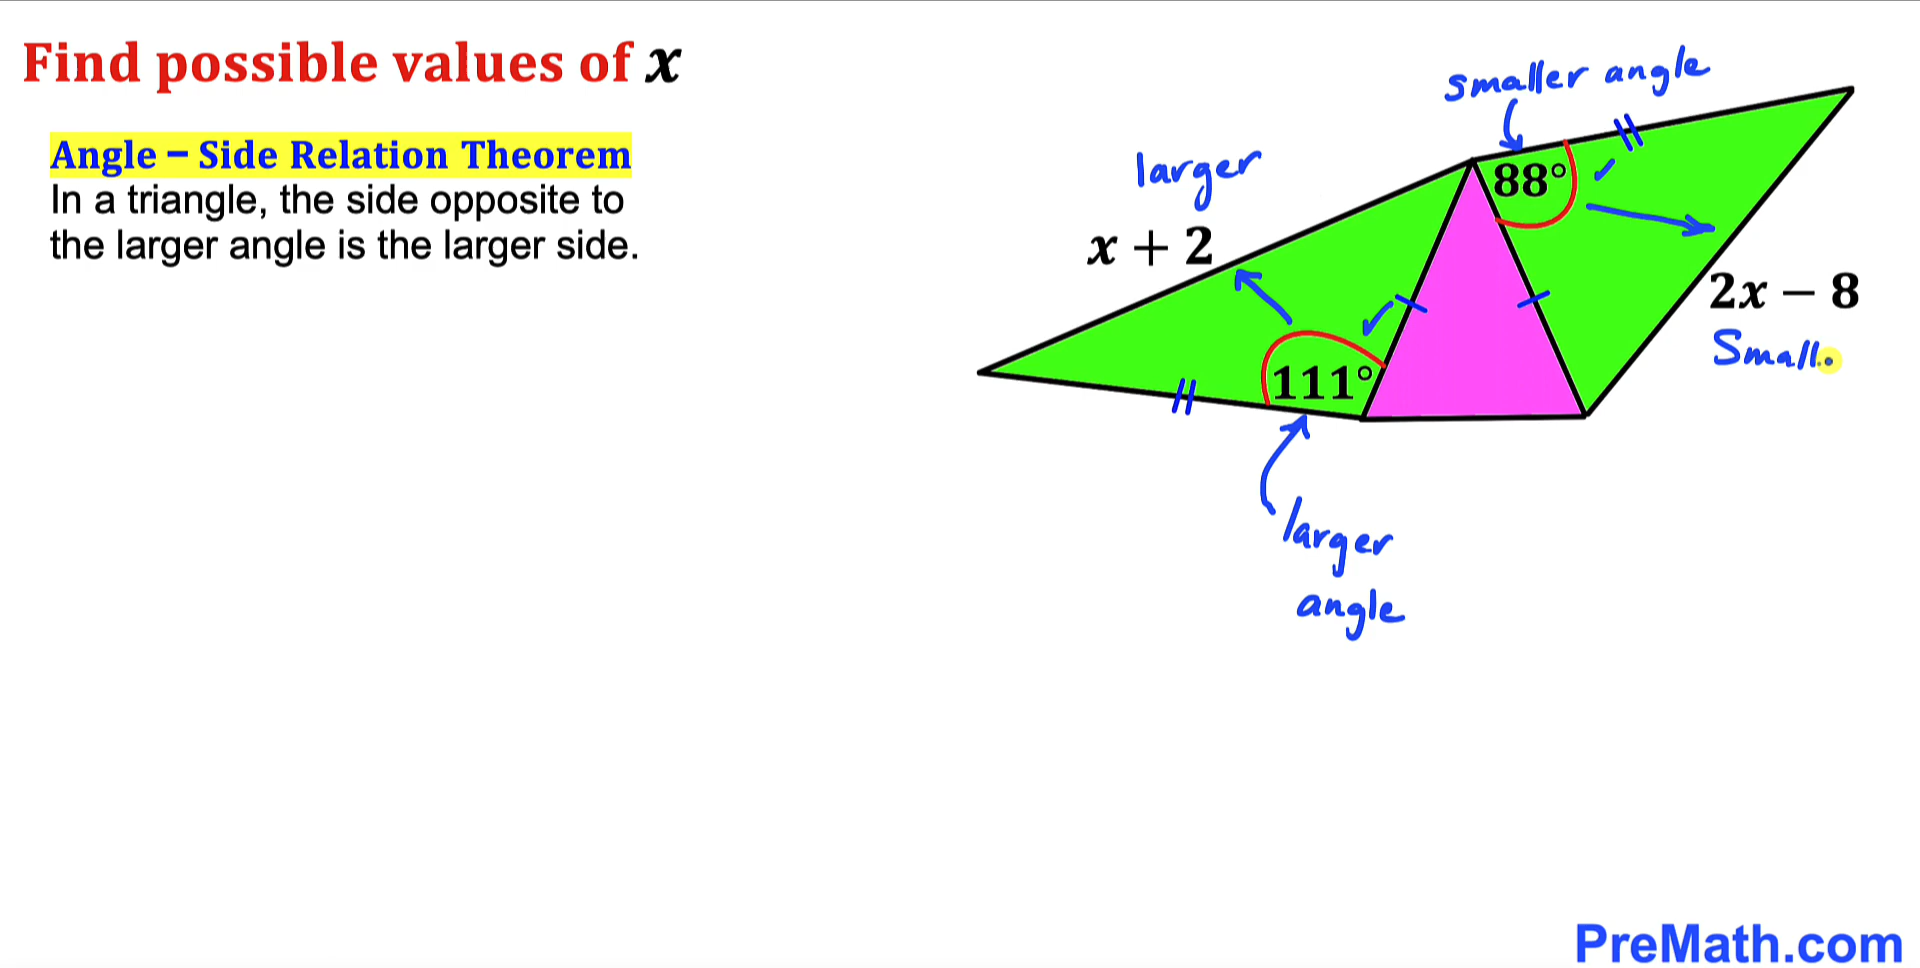 Find possible values of x
Angle – Side Relation Theorem
In a triangle, the side opposite to
the larger angle is the larger side.
smaller angle
larger
88°
x + 2
2x – 8
Small
111°
larger
angle
PreMath.com